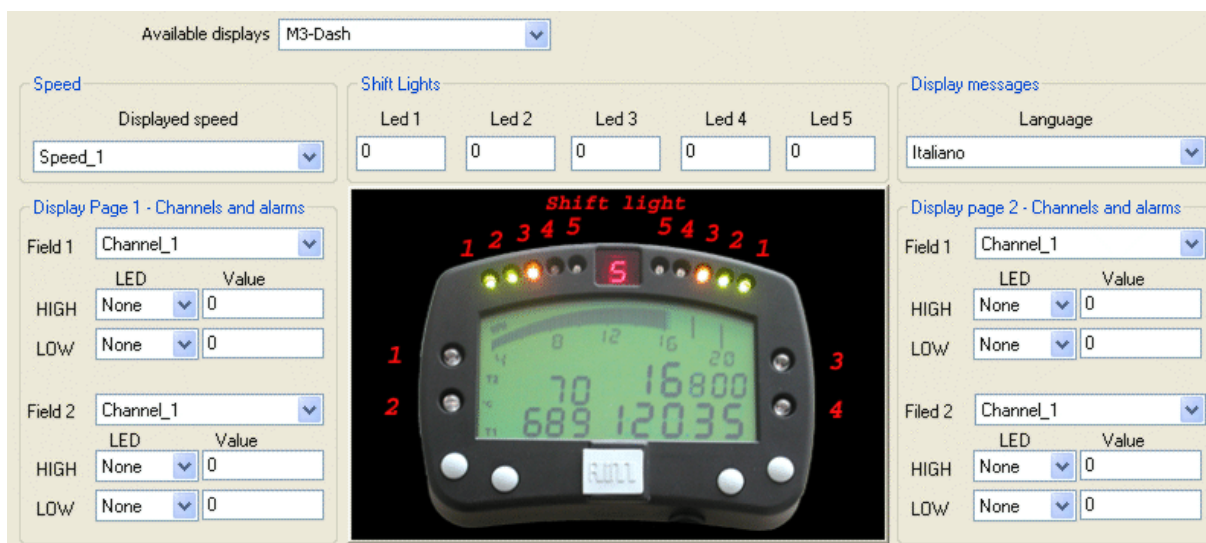 Available displays M3-Dash
Speed
Displayed speed
Speed_1
Shift Lights
Led 1 Led 2 Led 3 Led 4 Led 5
0 0 0 0 0
Display messages
Language
Italiano
Display Page 1 - Channels and alarms
Field 1 Channel_1
LED Value
HIGH None 0
LOW None 0
Field 2 Channel_1
LED Value
HIGH None 0
LOW None 0
Shift light
1 2 3 4 5 5 4 3 2 1
5
4 8 12 16 20
1 3
2 4
T2 70 16800
°C
T1 689 120.35
Display page 2 - Channels and alarms
Field 1 Channel_1
LED Value
HIGH None 0
LOW None 0
Filed 2 Channel_1
LED Value
HIGH None 0
LOW None 0